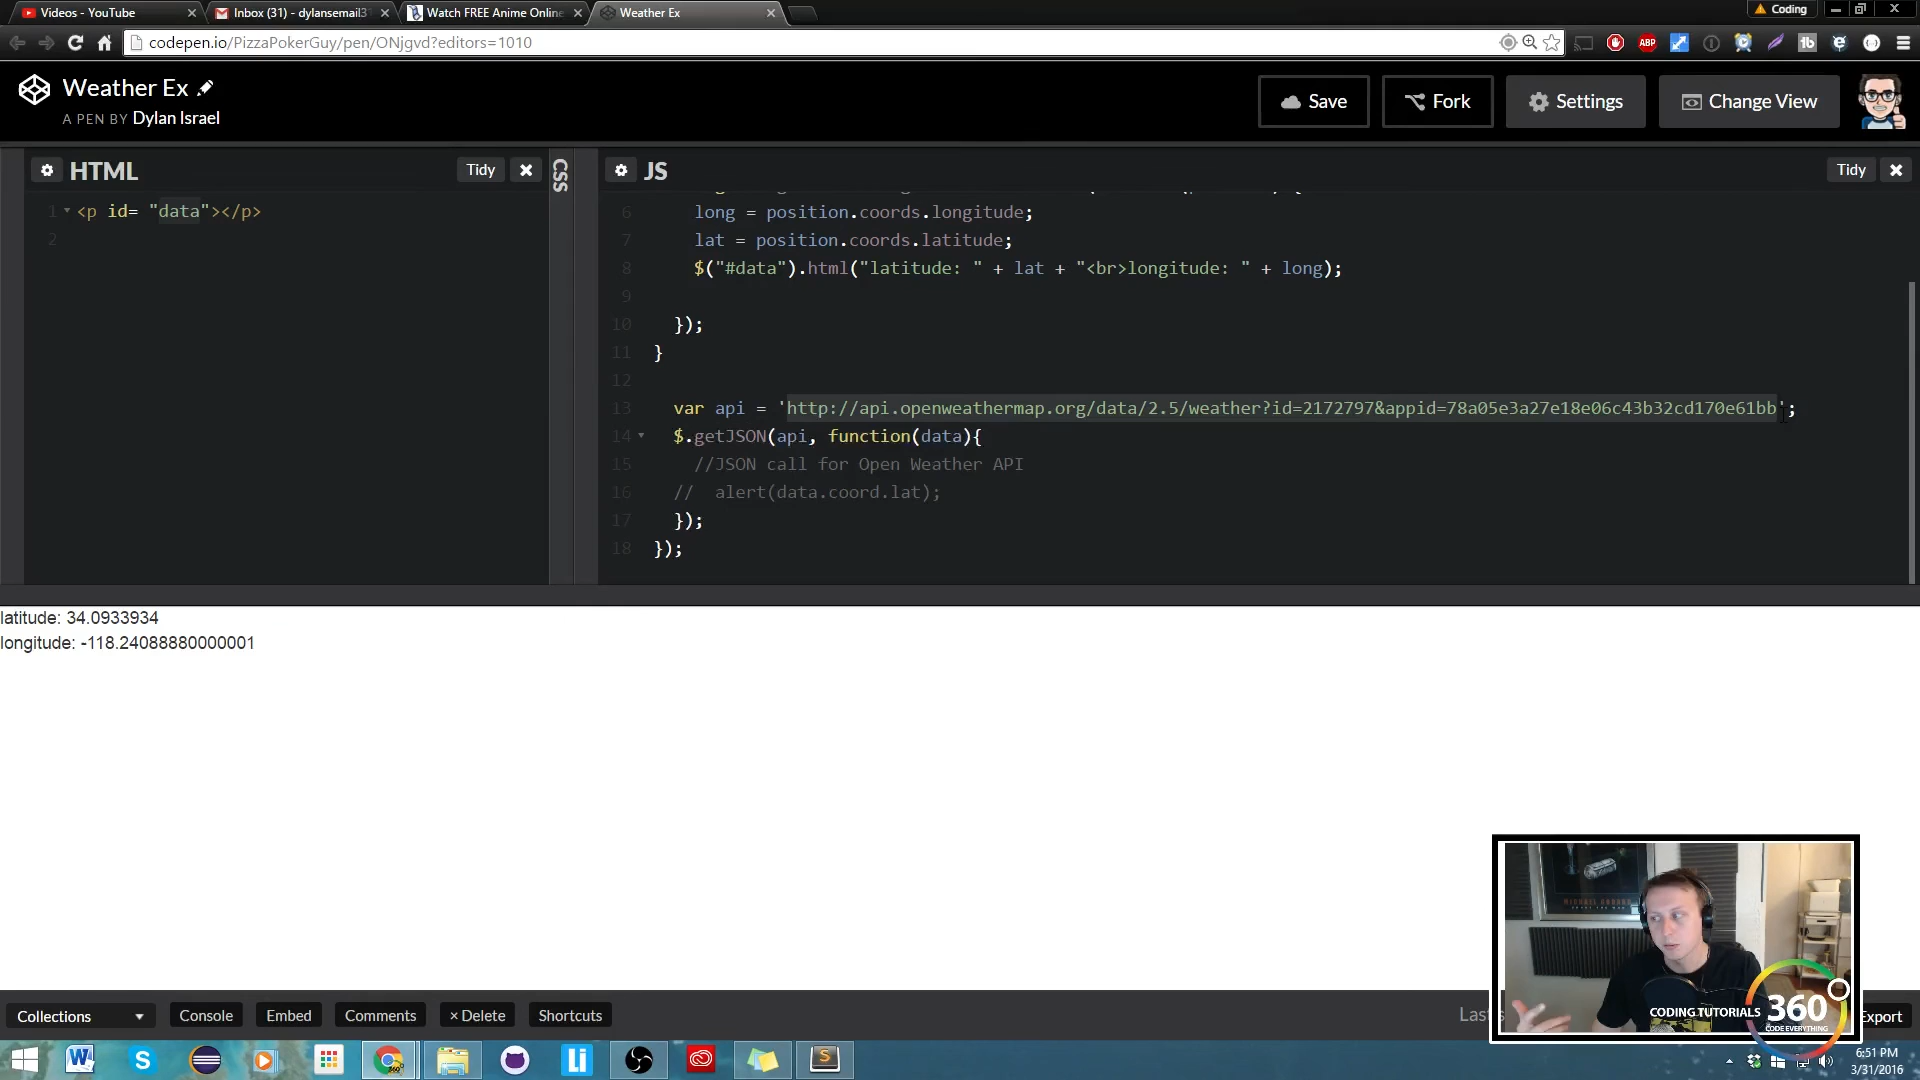 Videos - YouTube
Inbox (31) - dylansemail31
Watch FREE Anime Online
Weather Ex
Coding
codepen.io/PizzaPokerGuy/pen/ONjgvd?editors=1010
ABP
tb
Weather Ex
A PEN BY Dylan Israel
Save
Fork
Settings
Change View
HTML
Tidy
CSS
JS
Tidy
1 <p id= "data"></p>
2
6 long = position.coords.longitude;
7 lat = position.coords.latitude;
8 $("#data").html("latitude: " + lat + "<br>longitude: " + long);
9
10 });
11 }
12
13 var api = 'http://api.openweathermap.org/data/2.5/weather?id=2172797&appid=78a05e3a27e18e06c43b32cd170e61bb';
14 $.getJSON(api, function(data){
15 //JSON call for Open Weather API
16 // alert(data.coord.lat);
17 });
18 });
latitude: 34.0933934
longitude: -118.24088880000001
Collections
Console
Embed
Comments
× Delete
Shortcuts
Last
Export
CODING TUTORIALS 360
CODE EVERYTHING
6:51 PM
3/31/2016